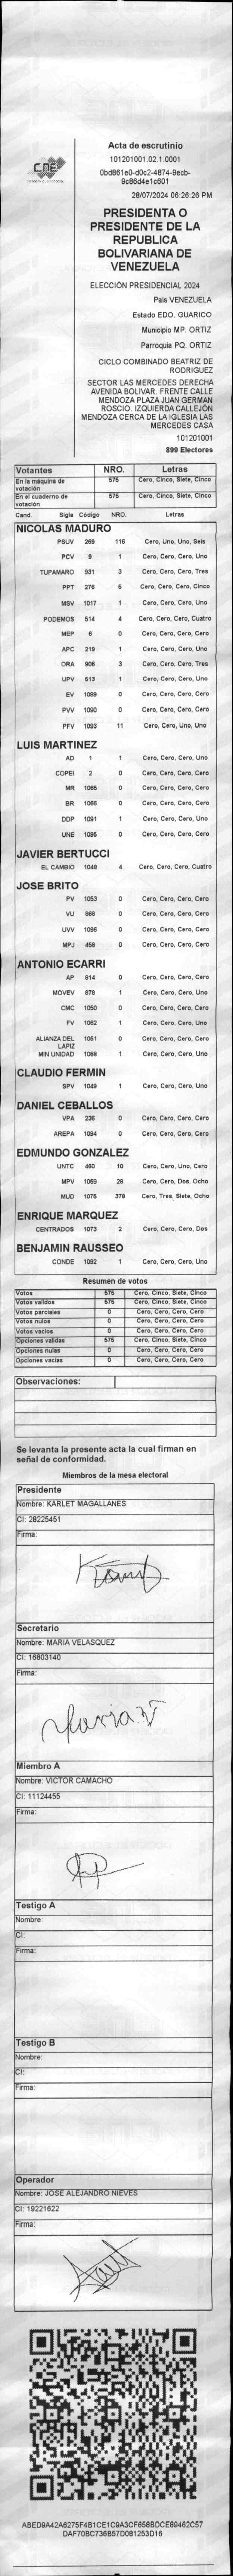 CNE
Acta de escrutinio
101201001.02.1.0001
0bd861e0-d0c2-4874-9ecb-
9c86d4e1c601
28/07/2024 06:26:26 PM
PRESIDENTA O
PRESIDENTE DE LA
REPUBLICA
BOLIVARIANA DE
VENEZUELA
ELECCIÓN PRESIDENCIAL 2024
País VENEZUELA
Estado EDO. GUARICO
Municipio MP. ORTIZ
Parroquia PQ. ORTIZ
CICLO COMBINADO BEATRIZ DE
RODRIGUEZ
SECTOR LAS MERCEDES DERECHA
AVENIDA BOLIVAR. FRENTE CALLE
MENDOZA PLAZA JUAN GERMAN
ROSCIO. IZQUIERDA CALLEJÓN
MENDOZA CERCA DE LA IGLESIA LAS
MERCEDES CASA
101201001
899 Electores
Votantes NRO. Letras
En la máquina de votación 575 Cero, Cinco, Siete, Cinco
En el cuaderno de votación 575 Cero, Cinco, Siete, Cinco
Cand. Sigla Código NRO. Letras
NICOLAS MADURO
PSUV 269 116 Cero, Uno, Uno, Seis
PCV 9 1 Cero, Cero, Cero, Uno
TUPAMARO 931 3 Cero, Cero, Cero, Tres
PPT 276 5 Cero, Cero, Cero, Cinco
MSV 1017 1 Cero, Cero, Cero, Uno
PODEMOS 514 4 Cero, Cero, Cero, Cuatro
MEP 6 0 Cero, Cero, Cero, Cero
APC 219 1 Cero, Cero, Cero, Uno
ORA 906 3 Cero, Cero, Cero, Tres
UPV 513 1 Cero, Cero, Cero, Uno
EV 1089 0 Cero, Cero, Cero, Cero
PVV 1090 0 Cero, Cero, Cero, Cero
PFV 1093 11 Cero, Cero, Uno, Uno
LUIS MARTINEZ
AD 1 1 Cero, Cero, Cero, Uno
COPEI 2 0 Cero, Cero, Cero, Cero
MR 1065 0 Cero, Cero, Cero, Cero
BR 1066 0 Cero, Cero, Cero, Cero
DDP 1091 1 Cero, Cero, Cero, Uno
UNE 1095 0 Cero, Cero, Cero, Cero
JAVIER BERTUCCI
EL CAMBIO 1048 4 Cero, Cero, Cero, Cuatro
JOSE BRITO
PV 1053 0 Cero, Cero, Cero, Cero
VU 968 0 Cero, Cero, Cero, Cero
UVV 1096 0 Cero, Cero, Cero, Cero
MPJ 456 0 Cero, Cero, Cero, Cero
ANTONIO ECARRI
AP 914 0 Cero, Cero, Cero, Cero
MOVEV 876 1 Cero, Cero, Cero, Uno
CMC 1050 0 Cero, Cero, Cero, Cero
FV 1062 1 Cero, Cero, Cero, Uno
ALIANZA DEL LAPIZ 1051 0 Cero, Cero, Cero, Cero
MIN UNIDAD 1088 1 Cero, Cero, Cero, Uno
CLAUDIO FERMIN
SPV 1049 1 Cero, Cero, Cero, Uno
DANIEL CEBALLOS
VPA 236 0 Cero, Cero, Cero, Cero
AREPA 1094 0 Cero, Cero, Cero, Cero
EDMUNDO GONZALEZ
UNTC 460 10 Cero, Cero, Uno, Cero
MPV 1069 28 Cero, Cero, Dos, Ocho
MUD 1076 378 Cero, Tres, Siete, Ocho
ENRIQUE MARQUEZ
CENTRADOS 1073 2 Cero, Cero, Cero, Dos
BENJAMIN RAUSSEO
CONDE 1092 1 Cero, Cero, Cero, Uno
Resumen de votos
Votos 575 Cero, Cinco, Siete, Cinco
Votos validos 575 Cero, Cinco, Siete, Cinco
Votos parciales 0 Cero, Cero, Cero, Cero
Votos nulos 0 Cero, Cero, Cero, Cero
Votos vacios 0 Cero, Cero, Cero, Cero
Opciones validas 575 Cero, Cinco, Siete, Cinco
Opciones nulas 0 Cero, Cero, Cero, Cero
Opciones vacias 0 Cero, Cero, Cero, Cero
Observaciones:
Se levanta la presente acta la cual firman en
señal de conformidad.
Miembros de la mesa electoral
Presidente
Nombre: KARLET MAGALLANES
CI: 28225451
Firma:
Secretario
Nombre: MARIA VELASQUEZ
CI: 16803140
Firma:
Maria V
Miembro A
Nombre: VICTOR CAMACHO
CI: 11124455
Firma:
Testigo A
Nombre:
CI:
Firma:
Testigo B
Nombre:
CI:
Firma:
Operador
Nombre: JOSE ALEJANDRO NIEVES
CI: 19221622
Firma:
ABED9A42A6275F4B1CE1C9A3CF658BDCE69462C57
DAF70BC736B57D081253D16